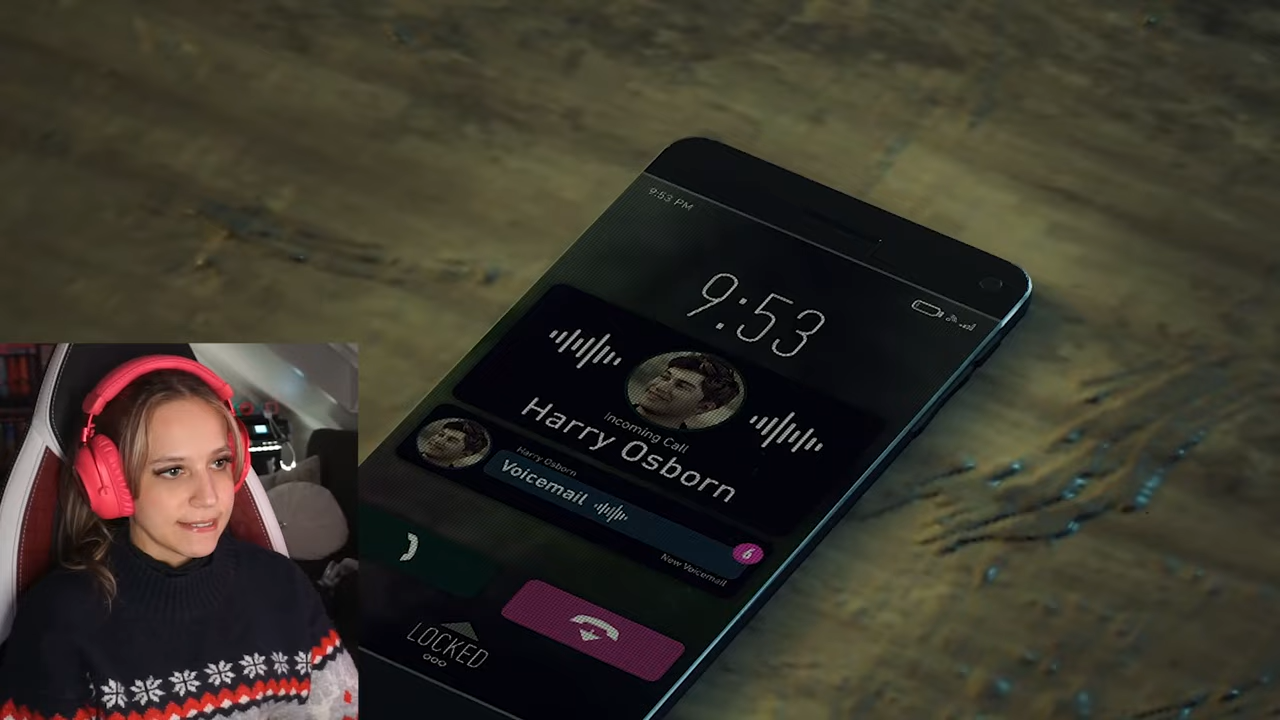 9:53 PM
9:53
Incoming Call
Harry Osborn
Harry Osborn
Voicemail
6
New Voicemail
LOCKED